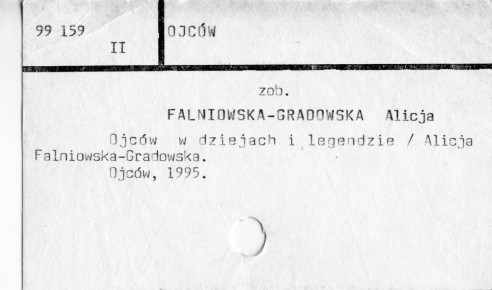 99 159
II
OJCÓW
zob.
FALNIOWSKA-GRADOWSKA Alicja
Ojców w dziejach i legendzie / Alicja
Falniowska-Gradowska.
Ojców, 1995.